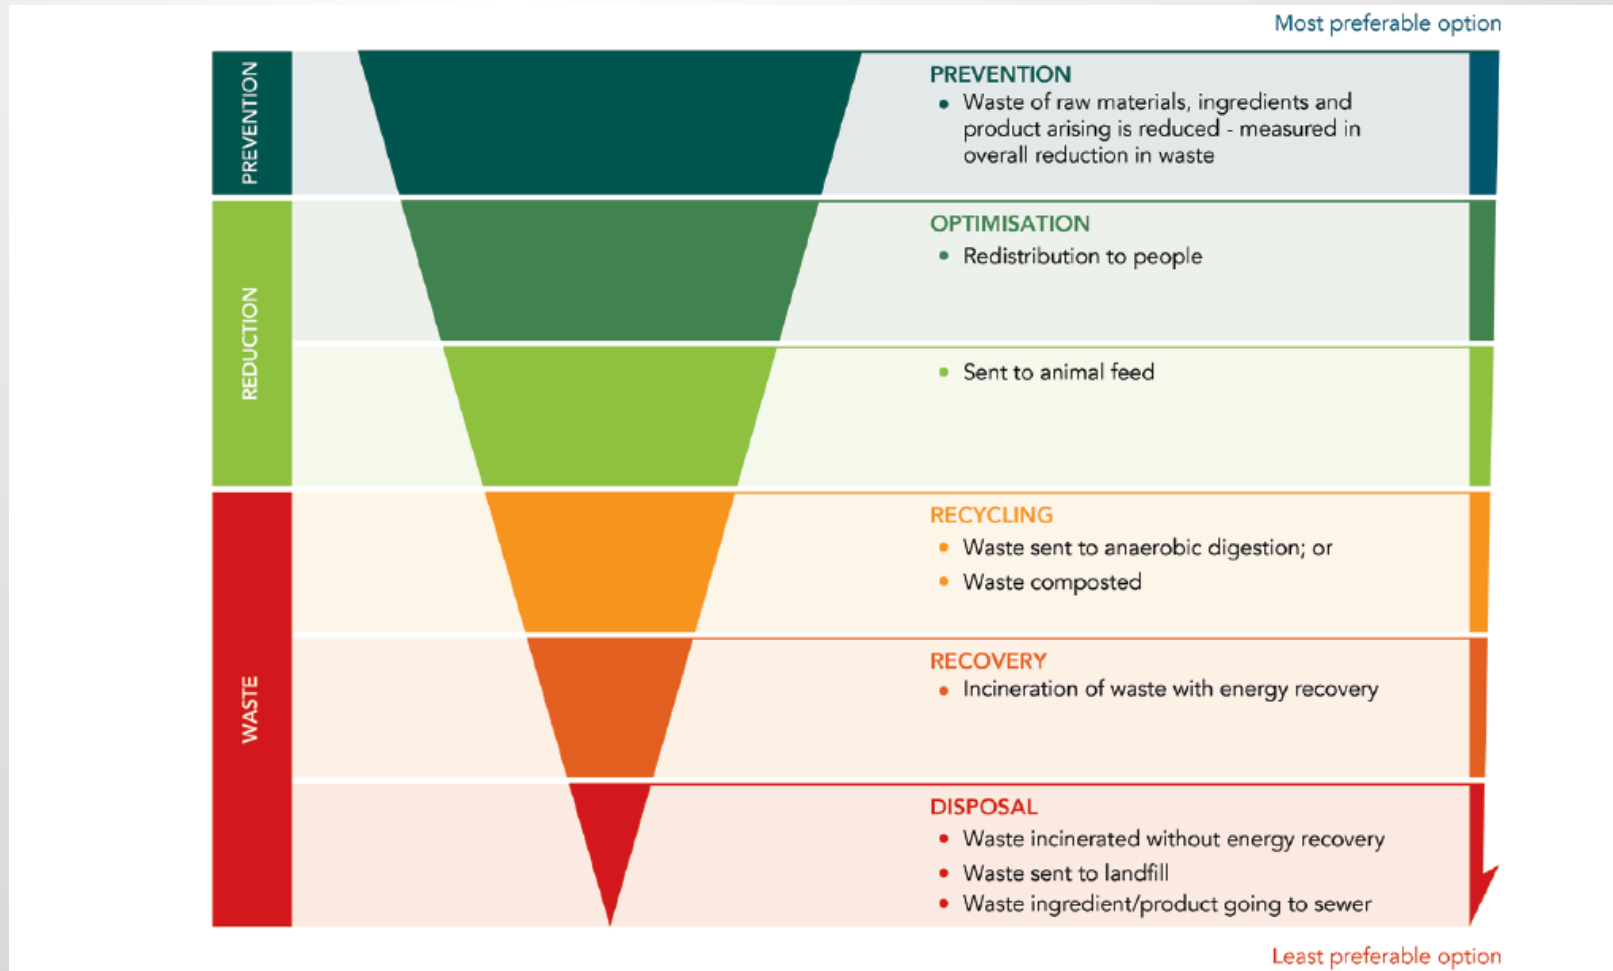 Most preferable option
PREVENTION
PREVENTION
• Waste of raw materials, ingredients and
product arising is reduced - measured in
overall reduction in waste
REDUCTION
OPTIMISATION
• Redistribution to people
• Sent to animal feed
WASTE
RECYCLING
• Waste sent to anaerobic digestion; or
• Waste composted
RECOVERY
• Incineration of waste with energy recovery
DISPOSAL
• Waste incinerated without energy recovery
• Waste sent to landfill
• Waste ingredient/product going to sewer
Least preferable option